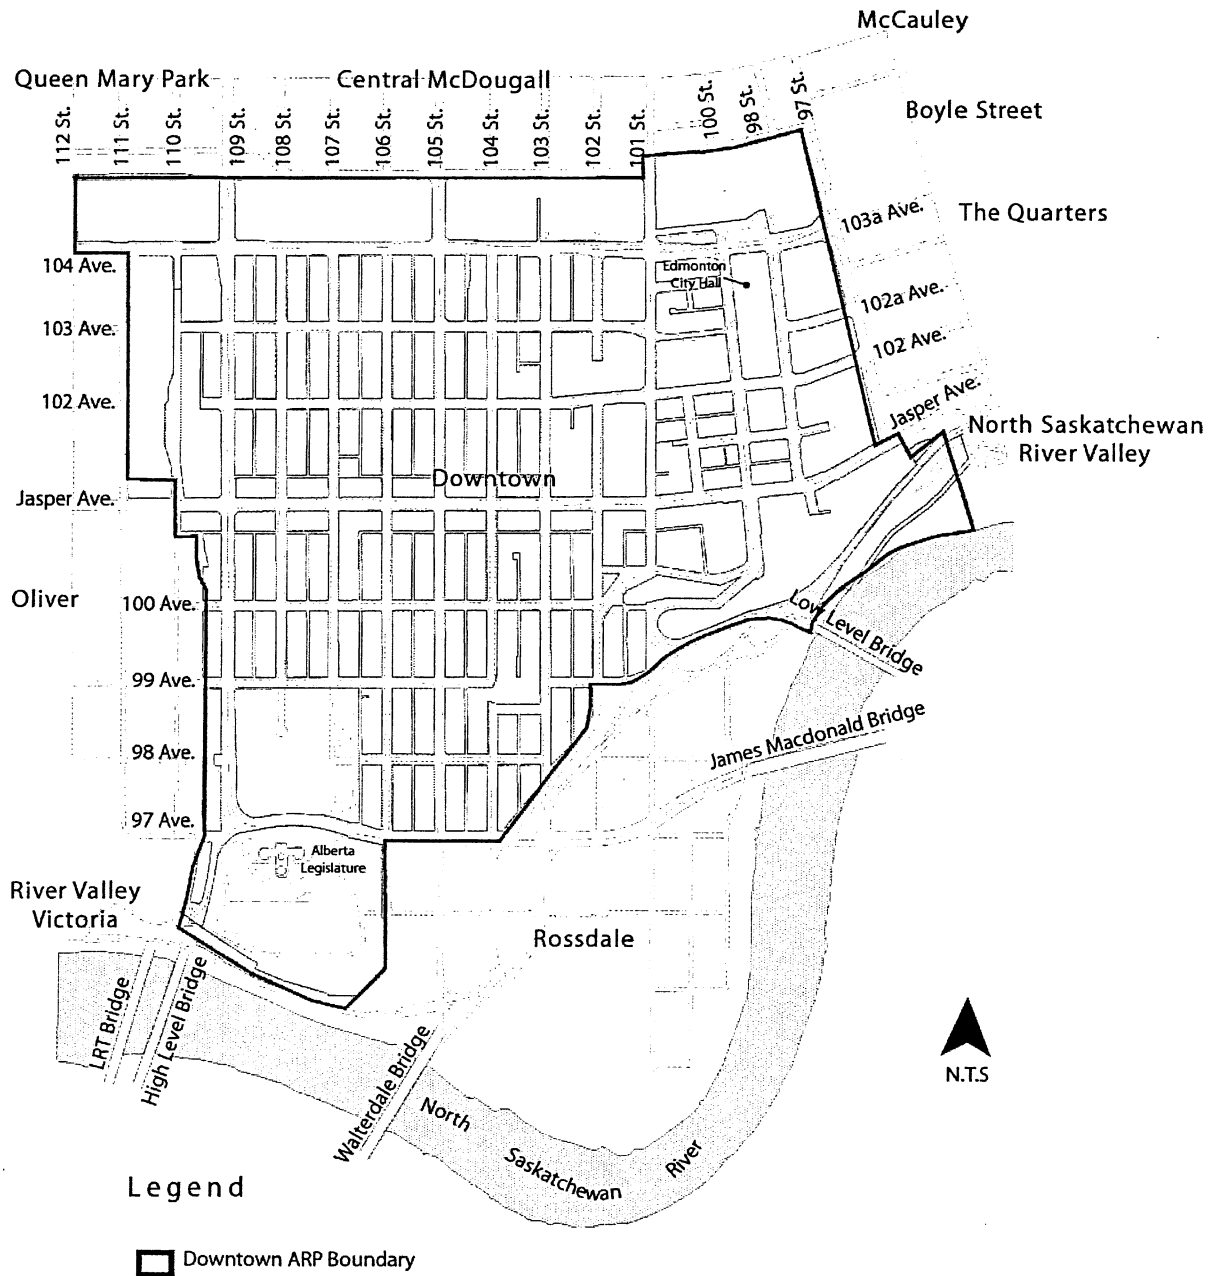 McCauley
Queen Mary Park
Central McDougall
Boyle Street
112 St.
111 St.
110 St.
109 St.
108 St.
107 St.
106 St.
105 St.
104 St.
103 St.
102 St.
101 St.
100 St.
98 St.
97 St.
103a Ave.
The Quarters
104 Ave.
Edmonton
City Hall
102a Ave.
103 Ave.
102 Ave.
102 Ave.
Jasper Ave.
North Saskatchewan
River Valley
Downtown
Jasper Ave.
Oliver
100 Ave.
Low Level Bridge
99 Ave.
James Macdonald Bridge
98 Ave.
97 Ave.
Alberta
Legislature
River Valley
Victoria
Rossdale
LRT Bridge
High Level Bridge
Walterdale Bridge
N.T.S
North
Saskatchewan
River
Legend
Downtown ARP Boundary